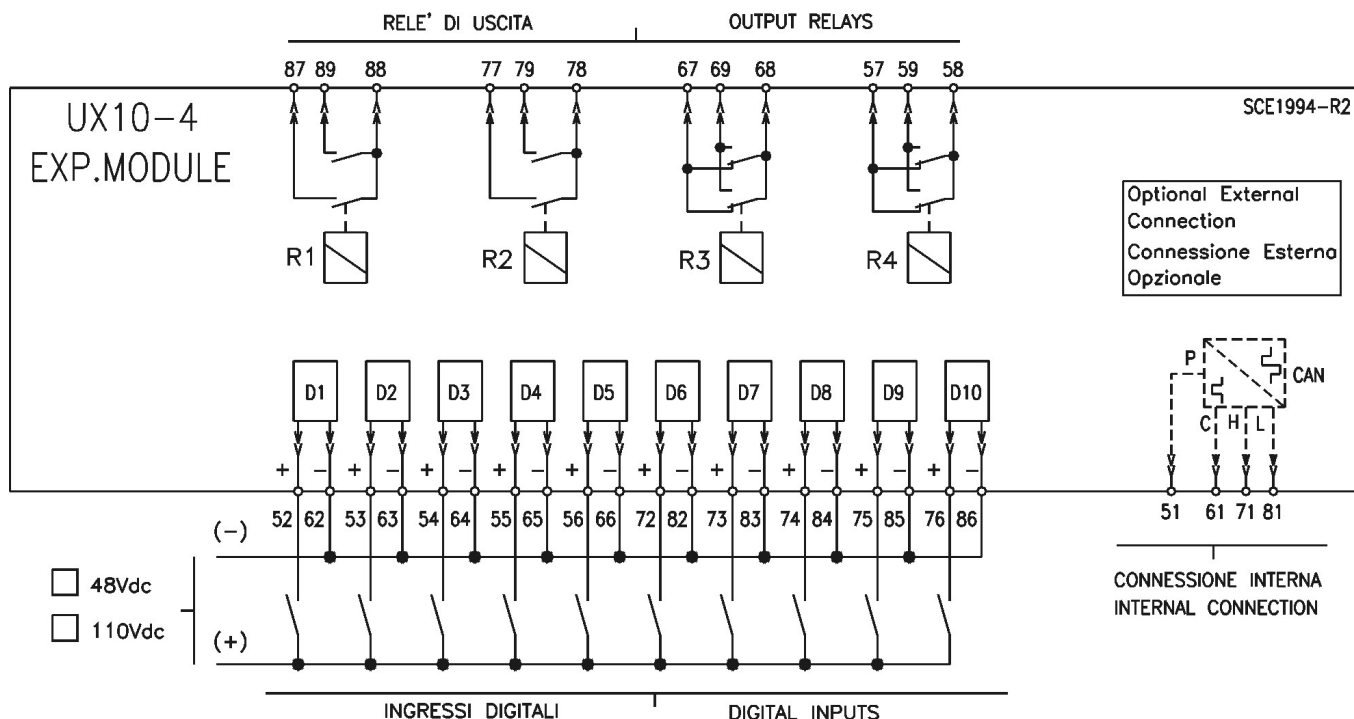 RELE' DI USCITA OUTPUT RELAYS
87 89 88 77 79 78 67 69 68 57 59 58
UX10-4
EXP.MODULE
SCE1994-R2
R1 R2 R3 R4
Optional External
Connection
Connessione Esterna
Opzionale
D1 D2 D3 D4 D5 D6 D7 D8 D9 D10
P CAN
C H L
+ - + - + - + - + - + - + - + - + - + -
52 62 53 63 54 64 55 65 56 66 72 82 73 83 74 84 75 85 76 86
51 61 71 81
(-)
48Vdc
110Vdc
(+)
CONNESSIONE INTERNA
INTERNAL CONNECTION
INGRESSI DIGITALI DIGITAL INPUTS